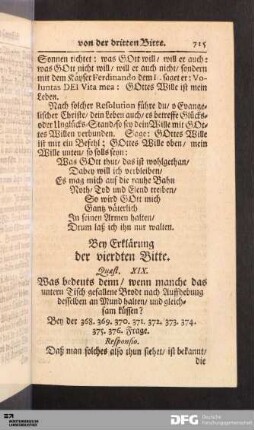 von der dritten Bitte. 715
Sonnen richtet: was GOtt will/ will er auch:
was GOtt nicht will/ will er auch nicht/ sondern
mit dem Käyser Ferdinando dem I. saget er: Vo-
luntas DEI Vita mea: GOttes Wille ist mein
Leben.
Nach solcher Resolution führe du/ o Evange-
lischer Christe/ dein Leben auch/ es betreffe Glücks-
oder Unglücks-Stand/ so sey dein Wille mit GOt-
tes Willen verbunden. Sage: GOttes Wille
ist mir ein Befehl; GOttes Wille oben/ mein
Wille unten/ so solls seyn:
Was GOtt thut/ das ist wohlgethan/
Dabey will ich verbleiben/
Es mag mich auf die rauhe Bahn
Noth/ Tod und Elend treiben/
So wird GOtt mich
Gantz väterlich
In seinen Armen halten/
Drum laß ich ihn nur walten.
Bey Erklärung
der vierdten Bitte.
Quæst. XIX.
Was bedeuts denn/ wenn manche das
untern Tisch gefallene Brodt nach Auffhebung
desselben an Mund halten/ und gleich-
sam küssen?
Bey der 368. 369. 370. 371. 372. 373. 374.
375. 376. Frage.
Responsio.
Daß man solches also thun siehet/ ist bekannt/
die
DFG Deutsche
Forschungsgemeinschaft